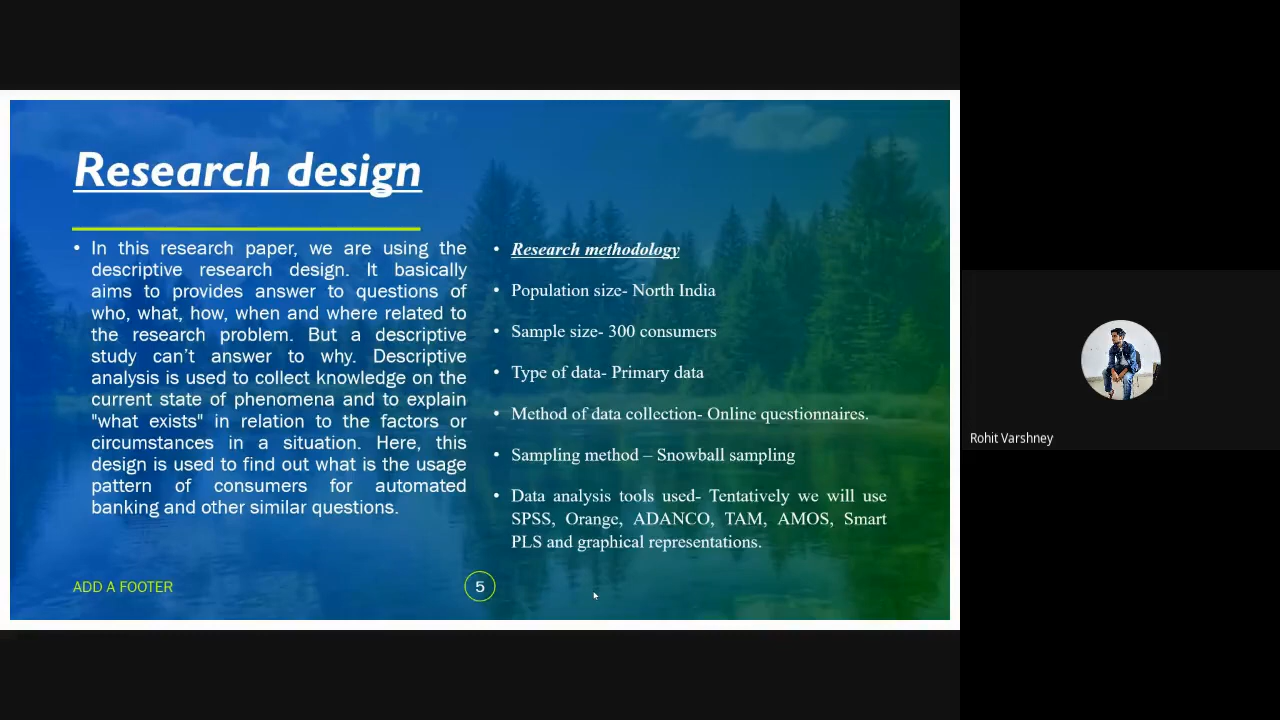 Research design
• In this research paper, we are using the
descriptive research design. It basically
aims to provides answer to questions of
who, what, how, when and where related to
the research problem. But a descriptive
study can't answer to why. Descriptive
analysis is used to collect knowledge on the
current state of phenomena and to explain
"what exists" in relation to the factors or
circumstances in a situation. Here, this
design is used to find out what is the usage
pattern of consumers for automated
banking and other similar questions.
• Research methodology
• Population size- North India
• Sample size- 300 consumers
• Type of data- Primary data
• Method of data collection- Online questionnaires.
• Sampling method – Snowball sampling
• Data analysis tools used- Tentatively we will use
SPSS, Orange, ADANCO, TAM, AMOS, Smart
PLS and graphical representations.
ADD A FOOTER
5
Rohit Varshney